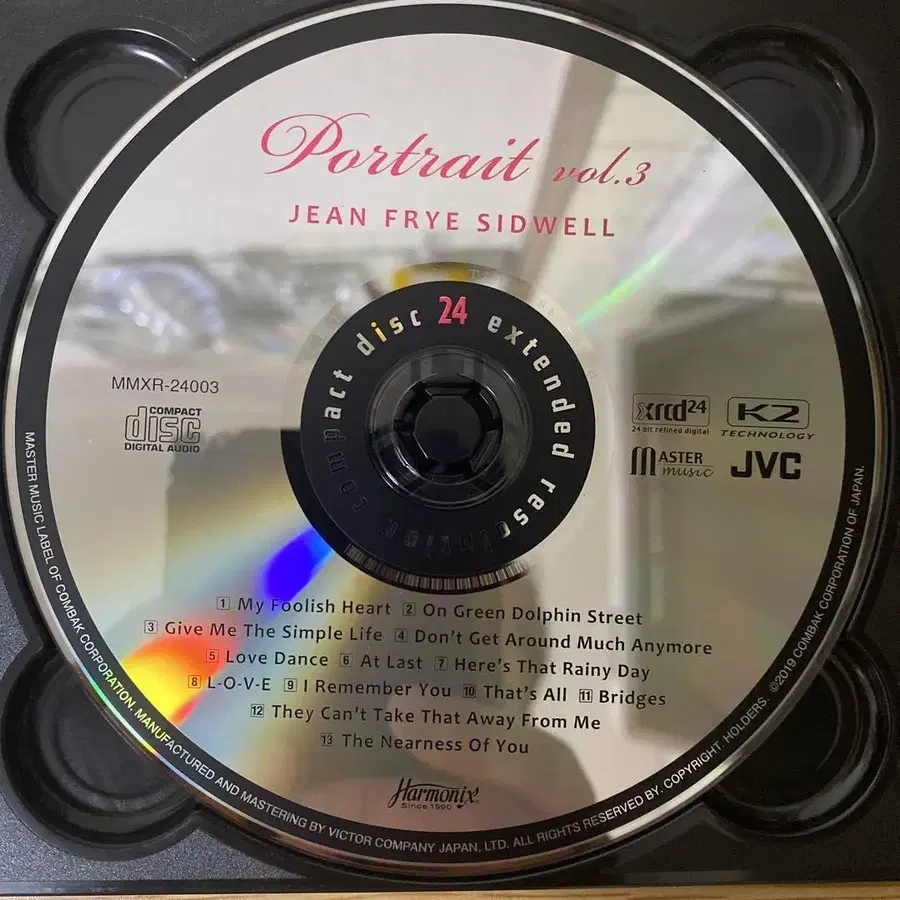 Portrait vol.3
JEAN FRYE SIDWELL
compact disc 24 extended resolution
MMXR-24003
COMPACT
disc
DIGITAL AUDIO
xrcd24
24 bit refined digital
K2
TECHNOLOGY
MASTER
music
JVC
1 My Foolish Heart 2 On Green Dolphin Street
3 Give Me The Simple Life 4 Don't Get Around Much Anymore
5 Love Dance 6 At Last 7 Here's That Rainy Day
8 L-O-V-E 9 I Remember You 10 That's All 11 Bridges
12 They Can't Take That Away From Me
13 The Nearness Of You
Harmonix
Since 1990
MASTER MUSIC LABEL OF COMBAK CORPORATION. MANUFACTURED AND MASTERING BY VICTOR COMPANY JAPAN, LTD. ALL RIGHTS RESERVED BY. COPYRIGHT. HOLDERS. ©2019 COMBAK CORPORATION OF JAPAN.